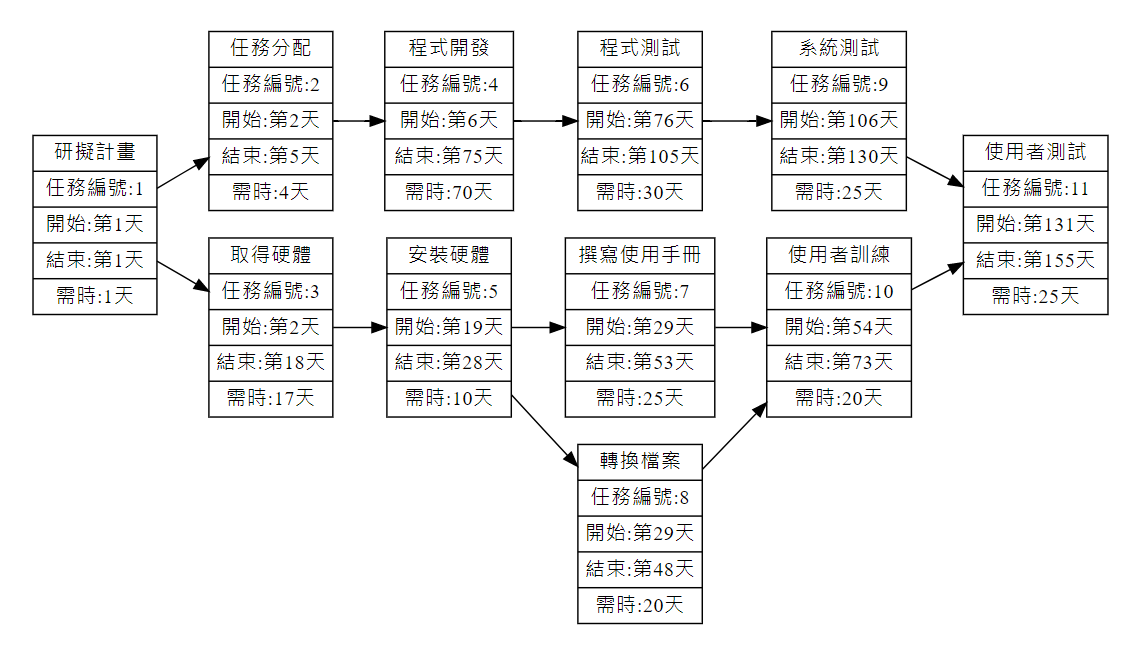 研擬計畫
任務編號:1
開始:第1天
結束:第1天
需時:1天
任務分配
任務編號:2
開始:第2天
結束:第5天
需時:4天
程式開發
任務編號:4
開始:第6天
結束:第75天
需時:70天
程式測試
任務編號:6
開始:第76天
結束:第105天
需時:30天
系統測試
任務編號:9
開始:第106天
結束:第130天
需時:25天
取得硬體
任務編號:3
開始:第2天
結束:第18天
需時:17天
安裝硬體
任務編號:5
開始:第19天
結束:第28天
需時:10天
撰寫使用手冊
任務編號:7
開始:第29天
結束:第53天
需時:25天
使用者訓練
任務編號:10
開始:第54天
結束:第73天
需時:20天
轉換檔案
任務編號:8
開始:第29天
結束:第48天
需時:20天
使用者測試
任務編號:11
開始:第131天
結束:第155天
需時:25天